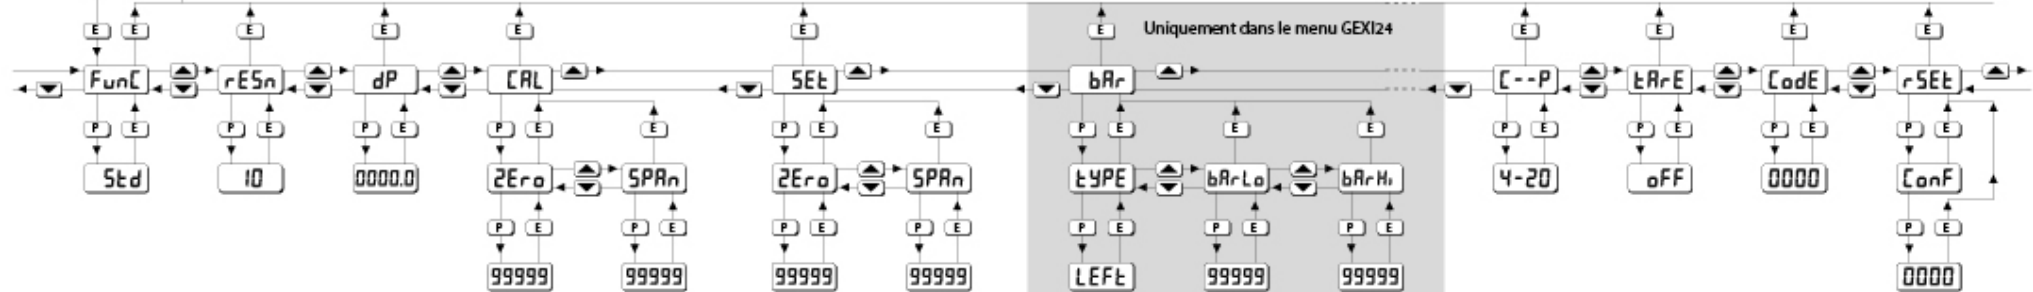 E E E E E E Uniquement dans le menu GEXI24 E E E E
FunC rESn dP CAL SEt bAr C--P tArE CodE rSEt
P E P E P E P E E P E E P E E E P E P E P E P E
Std 10 0000.0 ZEro SPAn ZEro SPAn tYPE bArLo bArHi 4-20 oFF 0000 ConF
P E P E P E P E P E P E P E P E
99999 99999 99999 99999 LEFt 99999 99999 0000